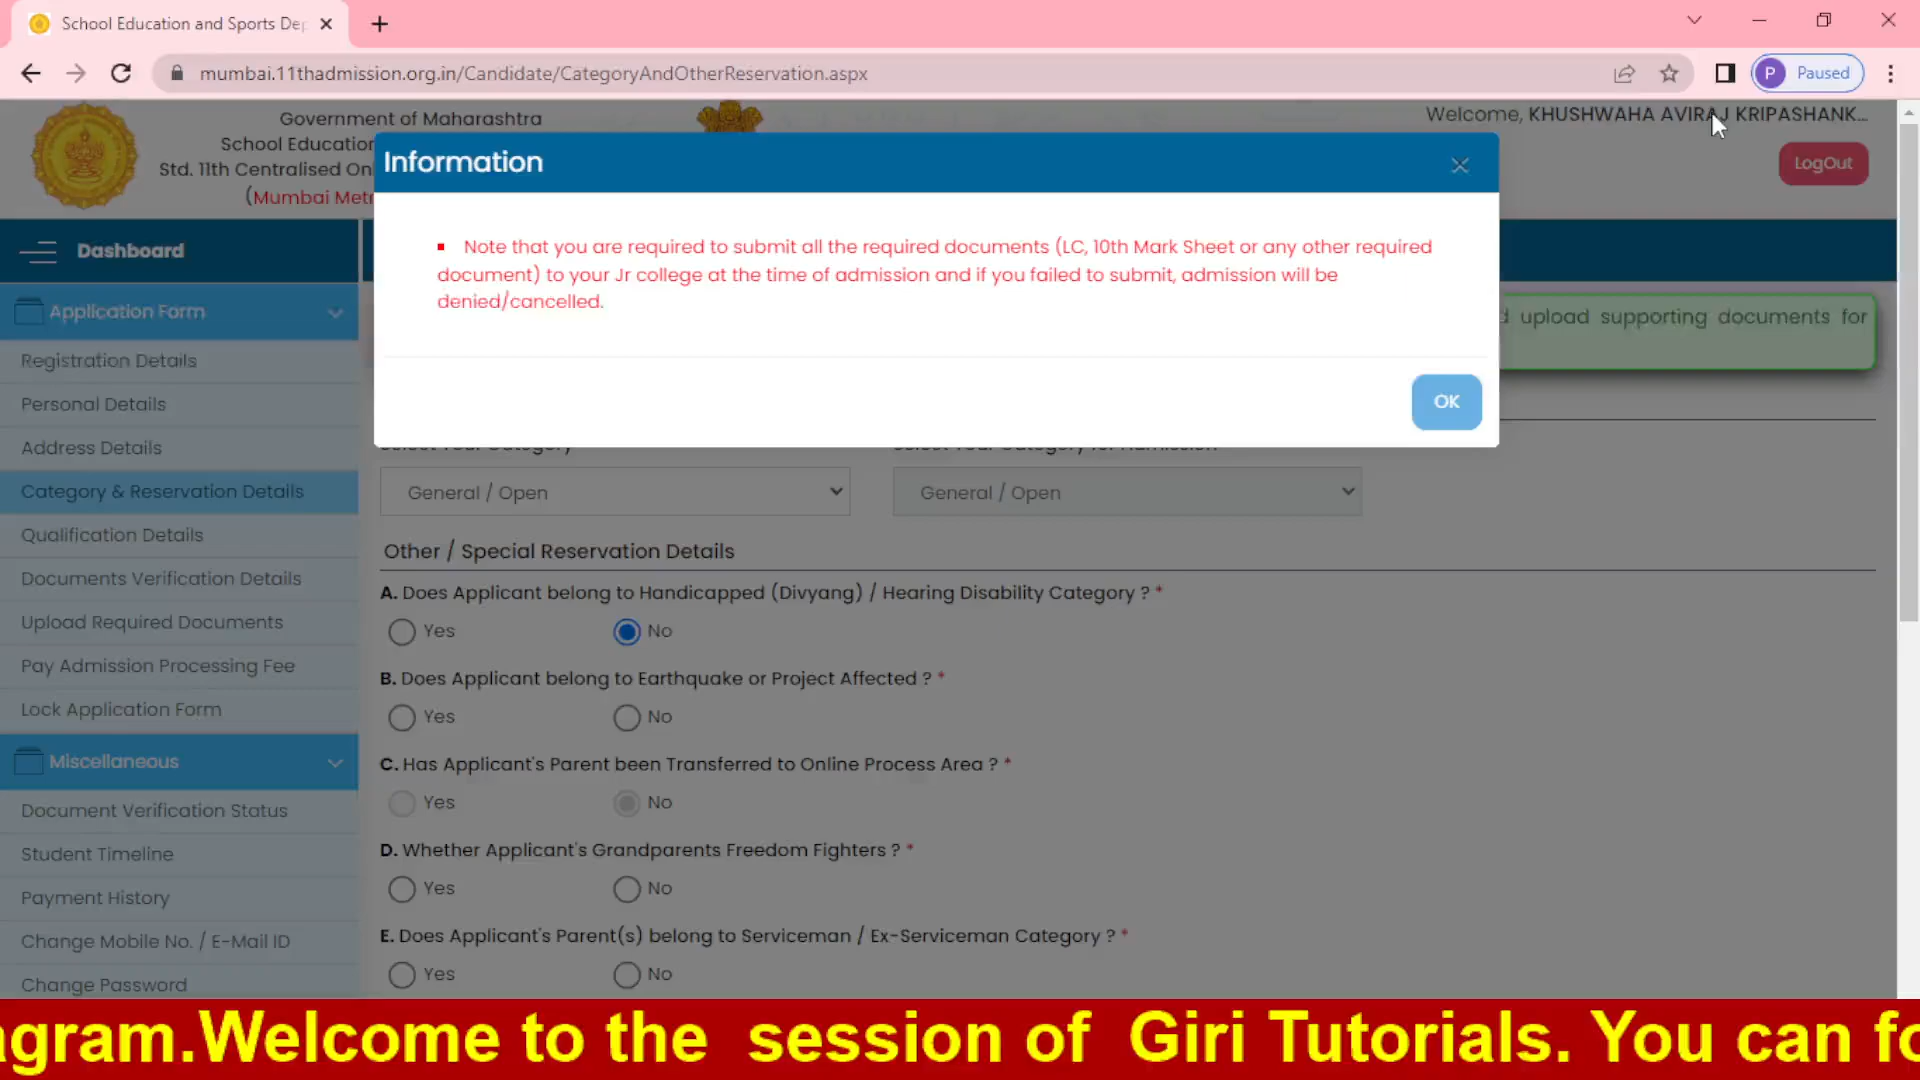 School Education and Sports Dep
mumbai.11thadmission.org.in/Candidate/CategoryAndOtherReservation.aspx
P Paused
Government of Maharashtra
School Education
Std. 11th Centralised Onl
(Mumbai Metr
Welcome, KHUSHWAHA AVIRAJ KRIPASHANK...
LogOut
Information
Note that you are required to submit all the required documents (LC, 10th Mark Sheet or any other required
document) to your Jr college at the time of admission and if you failed to submit, admission will be
denied/cancelled.
OK
upload supporting documents for
Dashboard
Application Form
Registration Details
Personal Details
Address Details
Category & Reservation Details
Qualification Details
Documents Verification Details
Upload Required Documents
Pay Admission Processing Fee
Lock Application Form
Miscellaneous
Document Verification Status
Student Timeline
Payment History
Change Mobile No. / E-Mail ID
Change Password
General / Open
General / Open
Other / Special Reservation Details
A. Does Applicant belong to Handicapped (Divyang) / Hearing Disability Category ? *
Yes No
B. Does Applicant belong to Earthquake or Project Affected ? *
Yes No
C. Has Applicant's Parent been Transferred to Online Process Area ? *
Yes No
D. Whether Applicant's Grandparents Freedom Fighters ? *
Yes No
E. Does Applicant's Parent(s) belong to Serviceman / Ex-Serviceman Category ? *
Yes No
agram.Welcome to the session of Giri Tutorials. You can fo